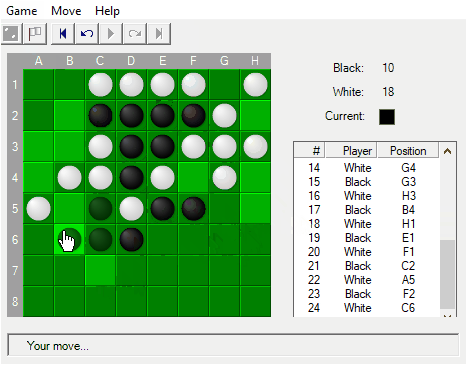 Game Move Help
A B C D E F G H
1
2
3
4
5
6
7
8
Black: 10
White: 18
Current:
# Player Position
14 White G4
15 Black G3
16 White H3
17 Black B4
18 White H1
19 Black E1
20 White F1
21 Black C2
22 White A5
23 Black F2
24 White C6
Your move...